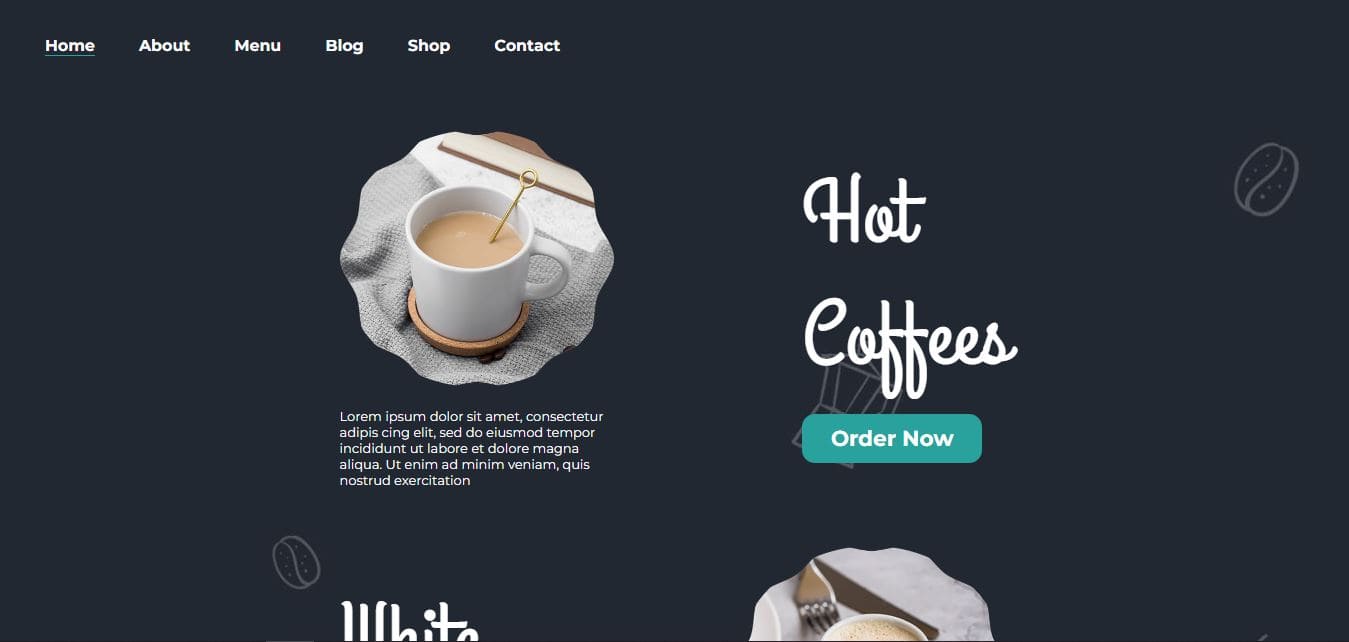 Home About Menu Blog Shop Contact
Hot
Coffees
Order Now
Lorem ipsum dolor sit amet, consectetur
adipis cing elit, sed do eiusmod tempor
incididunt ut labore et dolore magna
aliqua. Ut enim ad minim veniam, quis
nostrud exercitation
White